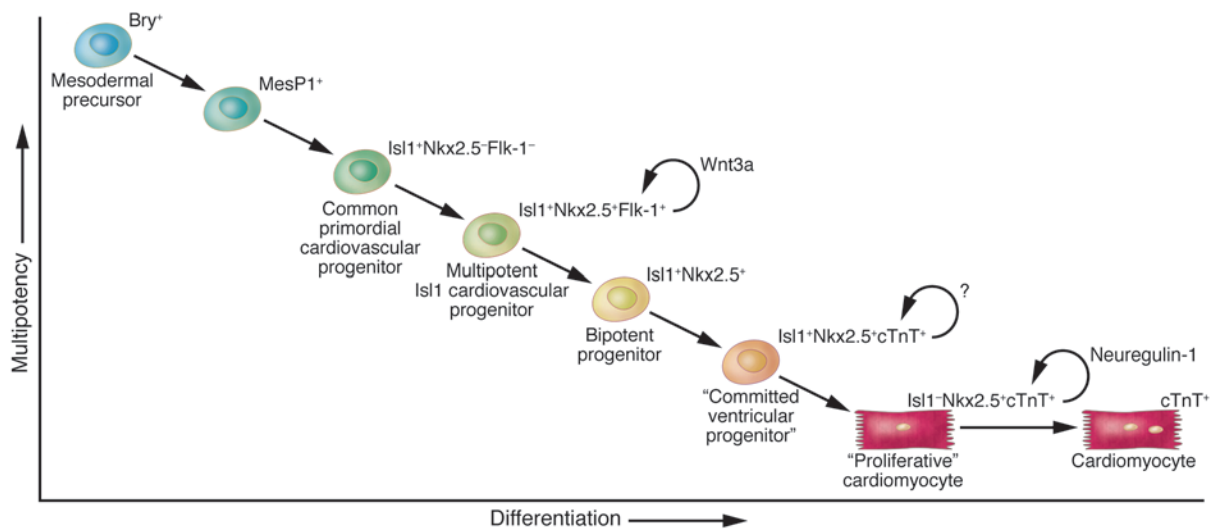 Bry⁺
Mesodermal
precursor
MesP1⁺
Isl1⁺Nkx2.5⁻Flk-1⁻
Common
primordial
cardiovascular
progenitor
Wnt3a
Isl1⁺Nkx2.5⁺Flk-1⁺
Multipotent
Isl1 cardiovascular
progenitor
Isl1⁺Nkx2.5⁺
Bipotent
progenitor
?
Isl1⁺Nkx2.5⁺cTnT⁺
“Committed
ventricular
progenitor”
Neuregulin-1
Isl1⁻Nkx2.5⁺cTnT⁺
“Proliferative”
cardiomyocyte
cTnT⁺
Cardiomyocyte
Multipotency
Differentiation